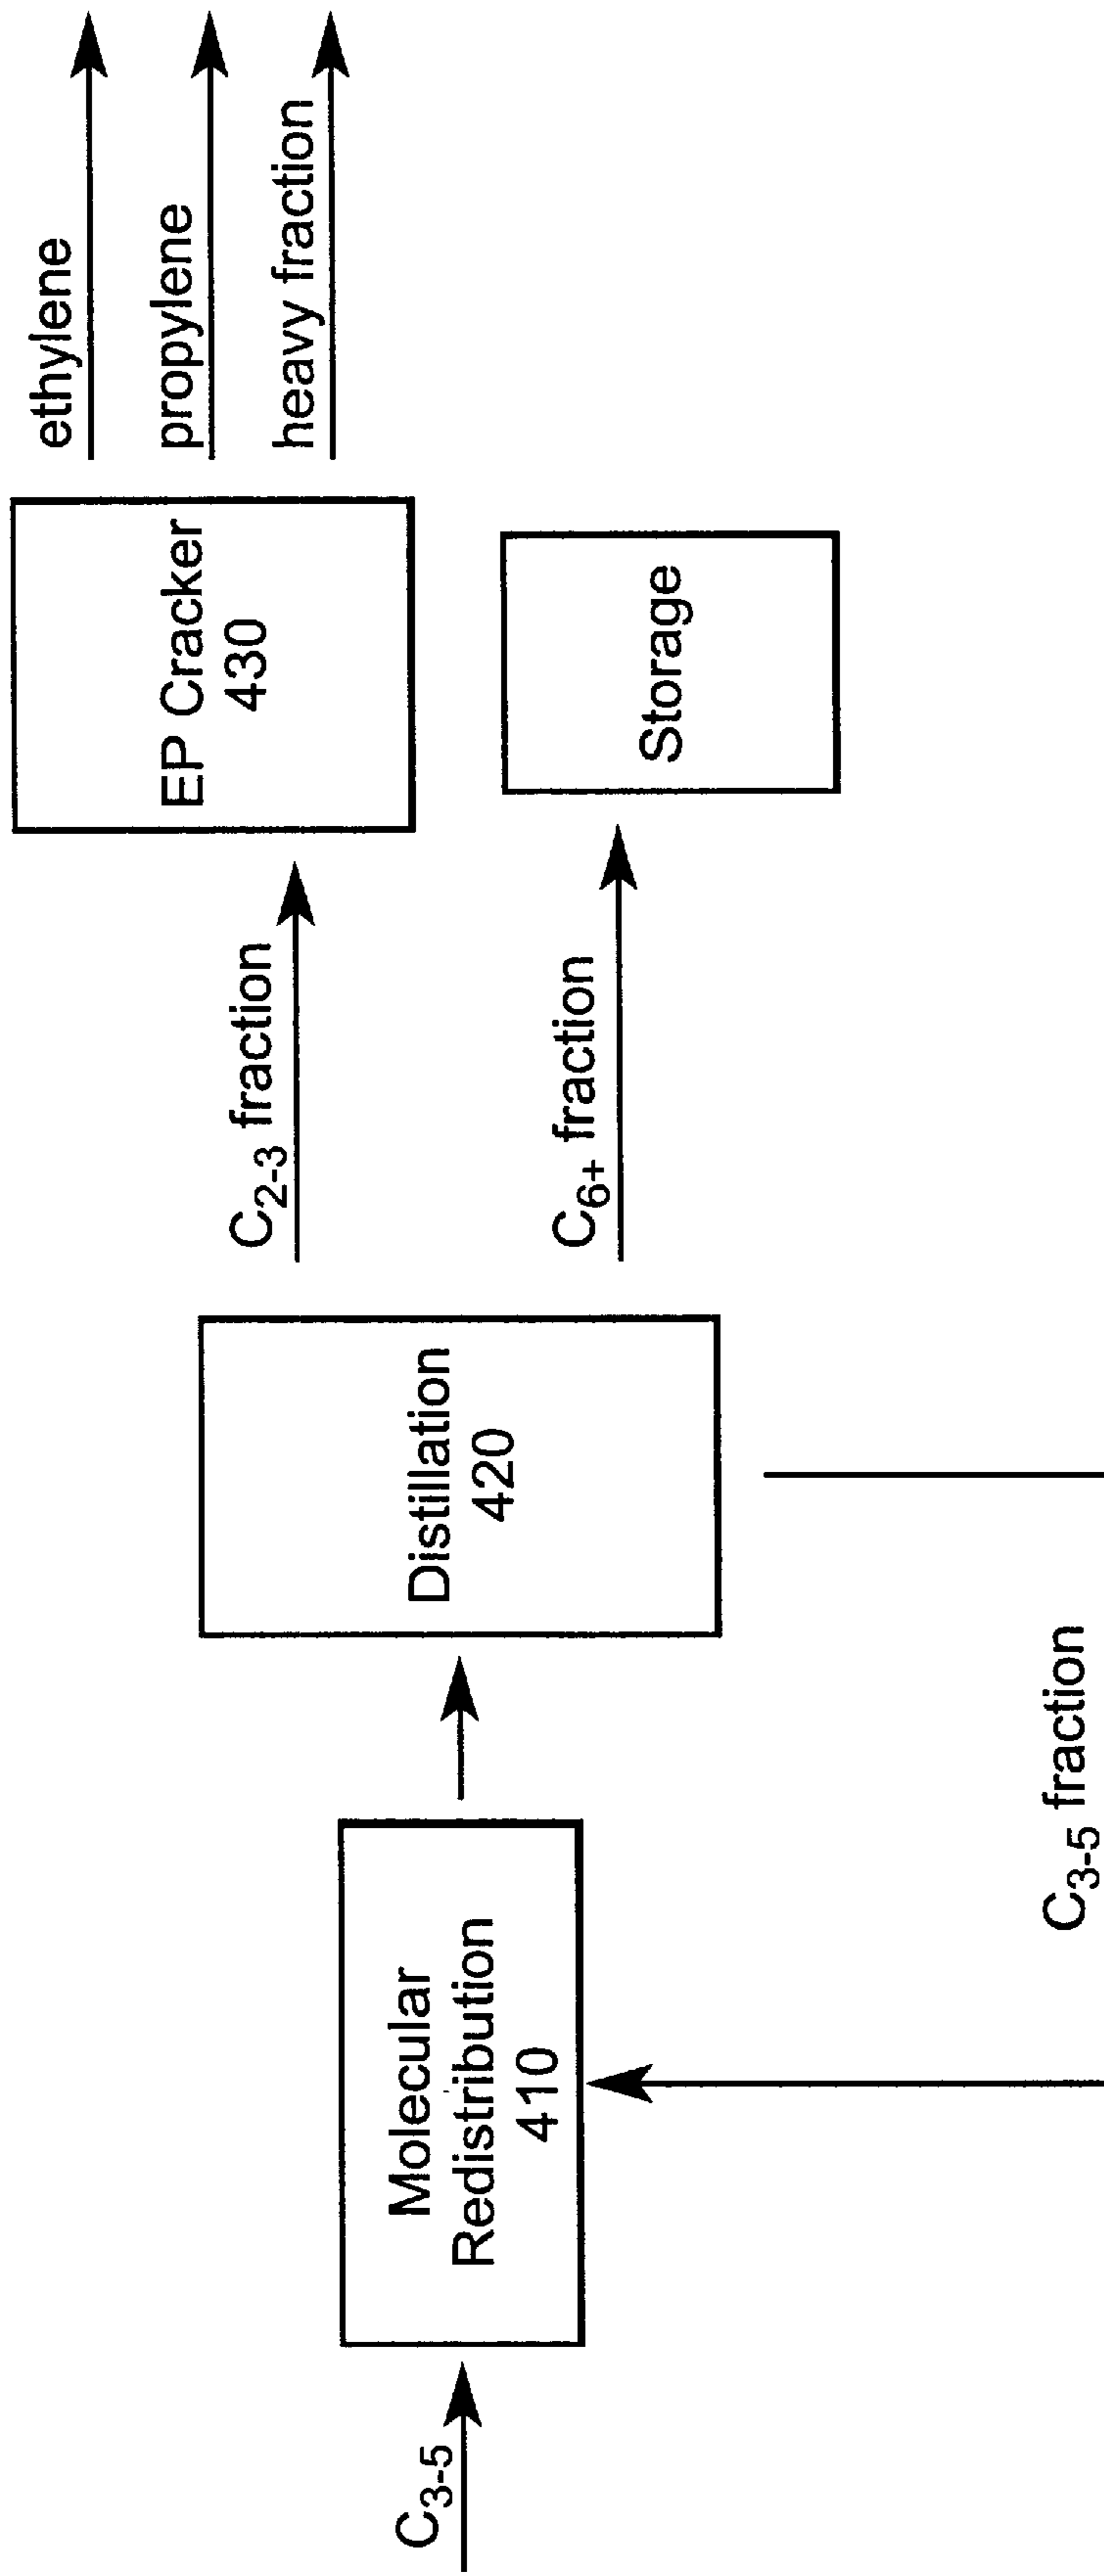 C3-5
Molecular
Redistribution
410
Distillation
420
C3-5 fraction
C2-3 fraction
C6+ fraction
EP Cracker
430
Storage
ethylene
propylene
heavy fraction